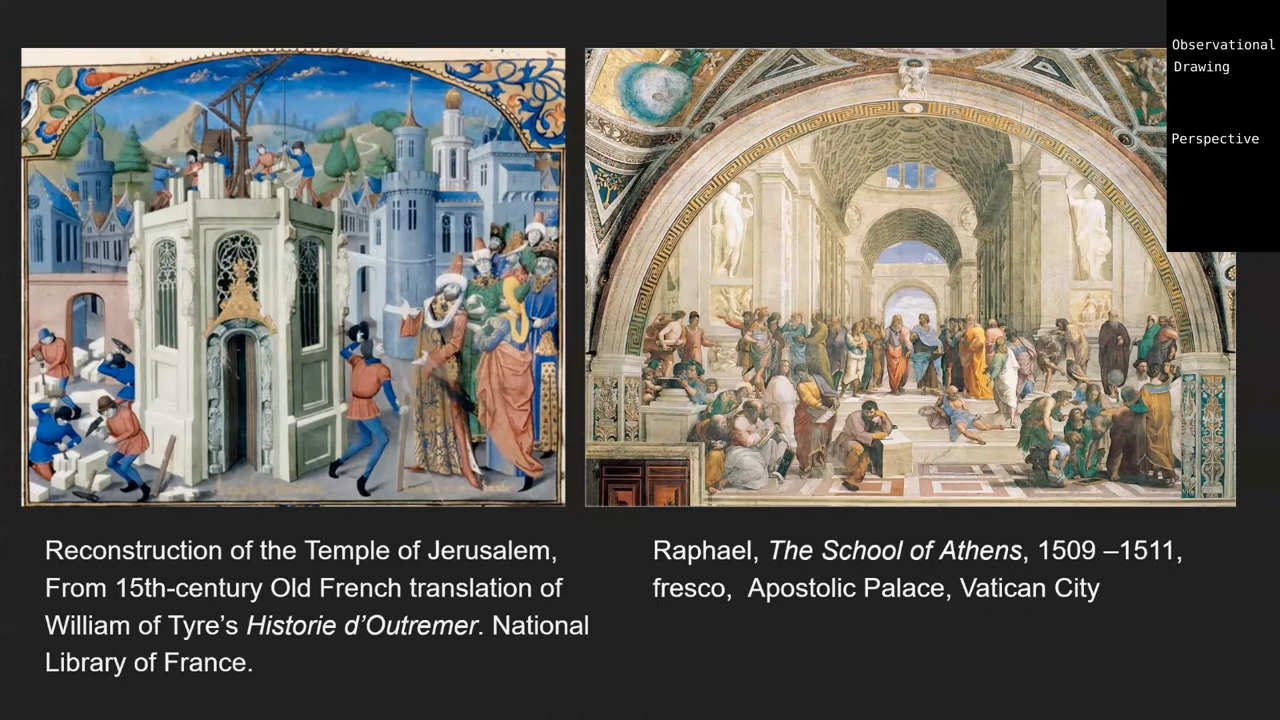 Observational
Drawing
Perspective
Reconstruction of the Temple of Jerusalem,
From 15th-century Old French translation of
William of Tyre’s Historie d’Outremer. National
Library of France.
Raphael, The School of Athens, 1509 –1511,
fresco,  Apostolic Palace, Vatican City